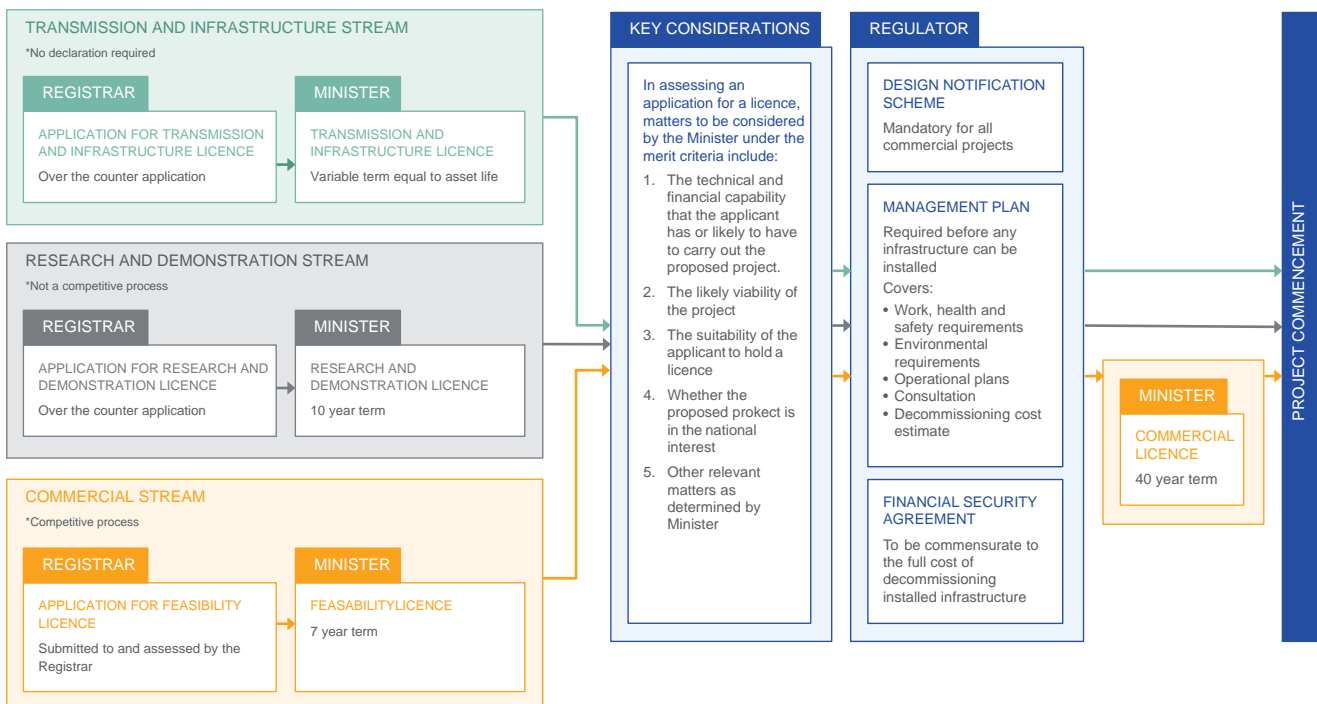 TRANSMISSION AND INFRASTRUCTURE STREAM
*No declaration required
REGISTRAR
APPLICATION FOR TRANSMISSION
AND INFRASTRUCTURE LICENCE
Over the counter application
MINISTER
TRANSMISSION AND
INFRASTRUCTURE LICENCE
Variable term equal to asset life
RESEARCH AND DEMONSTRATION STREAM
*Not a competitive process
REGISTRAR
APPLICATION FOR RESEARCH AND
DEMONSTRATION LICENCE
Over the counter application
MINISTER
RESEARCH AND
DEMONSTRATION LICENCE
10 year term
COMMERCIAL STREAM
*Competitive process
REGISTRAR
APPLICATION FOR FEASIBILITY
LICENCE
Submitted to and assessed by the
Registrar
MINISTER
FEASABILITYLICENCE
7 year term
KEY CONSIDERATIONS
In assessing an
application for a licence,
matters to be considered
by the Minister under the
merit criteria include:
1. The technical and
financial capability
that the applicant
has or likely to have
to carry out the
proposed project.
2. The likely viability of
the project
3. The suitability of the
applicant to hold a
licence
4. Whether the
proposed prokect is
in the national
interest
5. Other relevant
matters as
determined by
Minister
REGULATOR
DESIGN NOTIFICATION
SCHEME
Mandatory for all
commercial projects
MANAGEMENT PLAN
Required before any
infrastructure can be
installed
Covers:
• Work, health and
safety requirements
• Environmental
requirements
• Operational plans
• Consultation
• Decommissioning cost
estimate
FINANCIAL SECURITY
AGREEMENT
To be commensurate to
the full cost of
decommissioning
installed infrastructure
MINISTER
COMMERCIAL
LICENCE
40 year term
PROJECT COMMENCEMENT